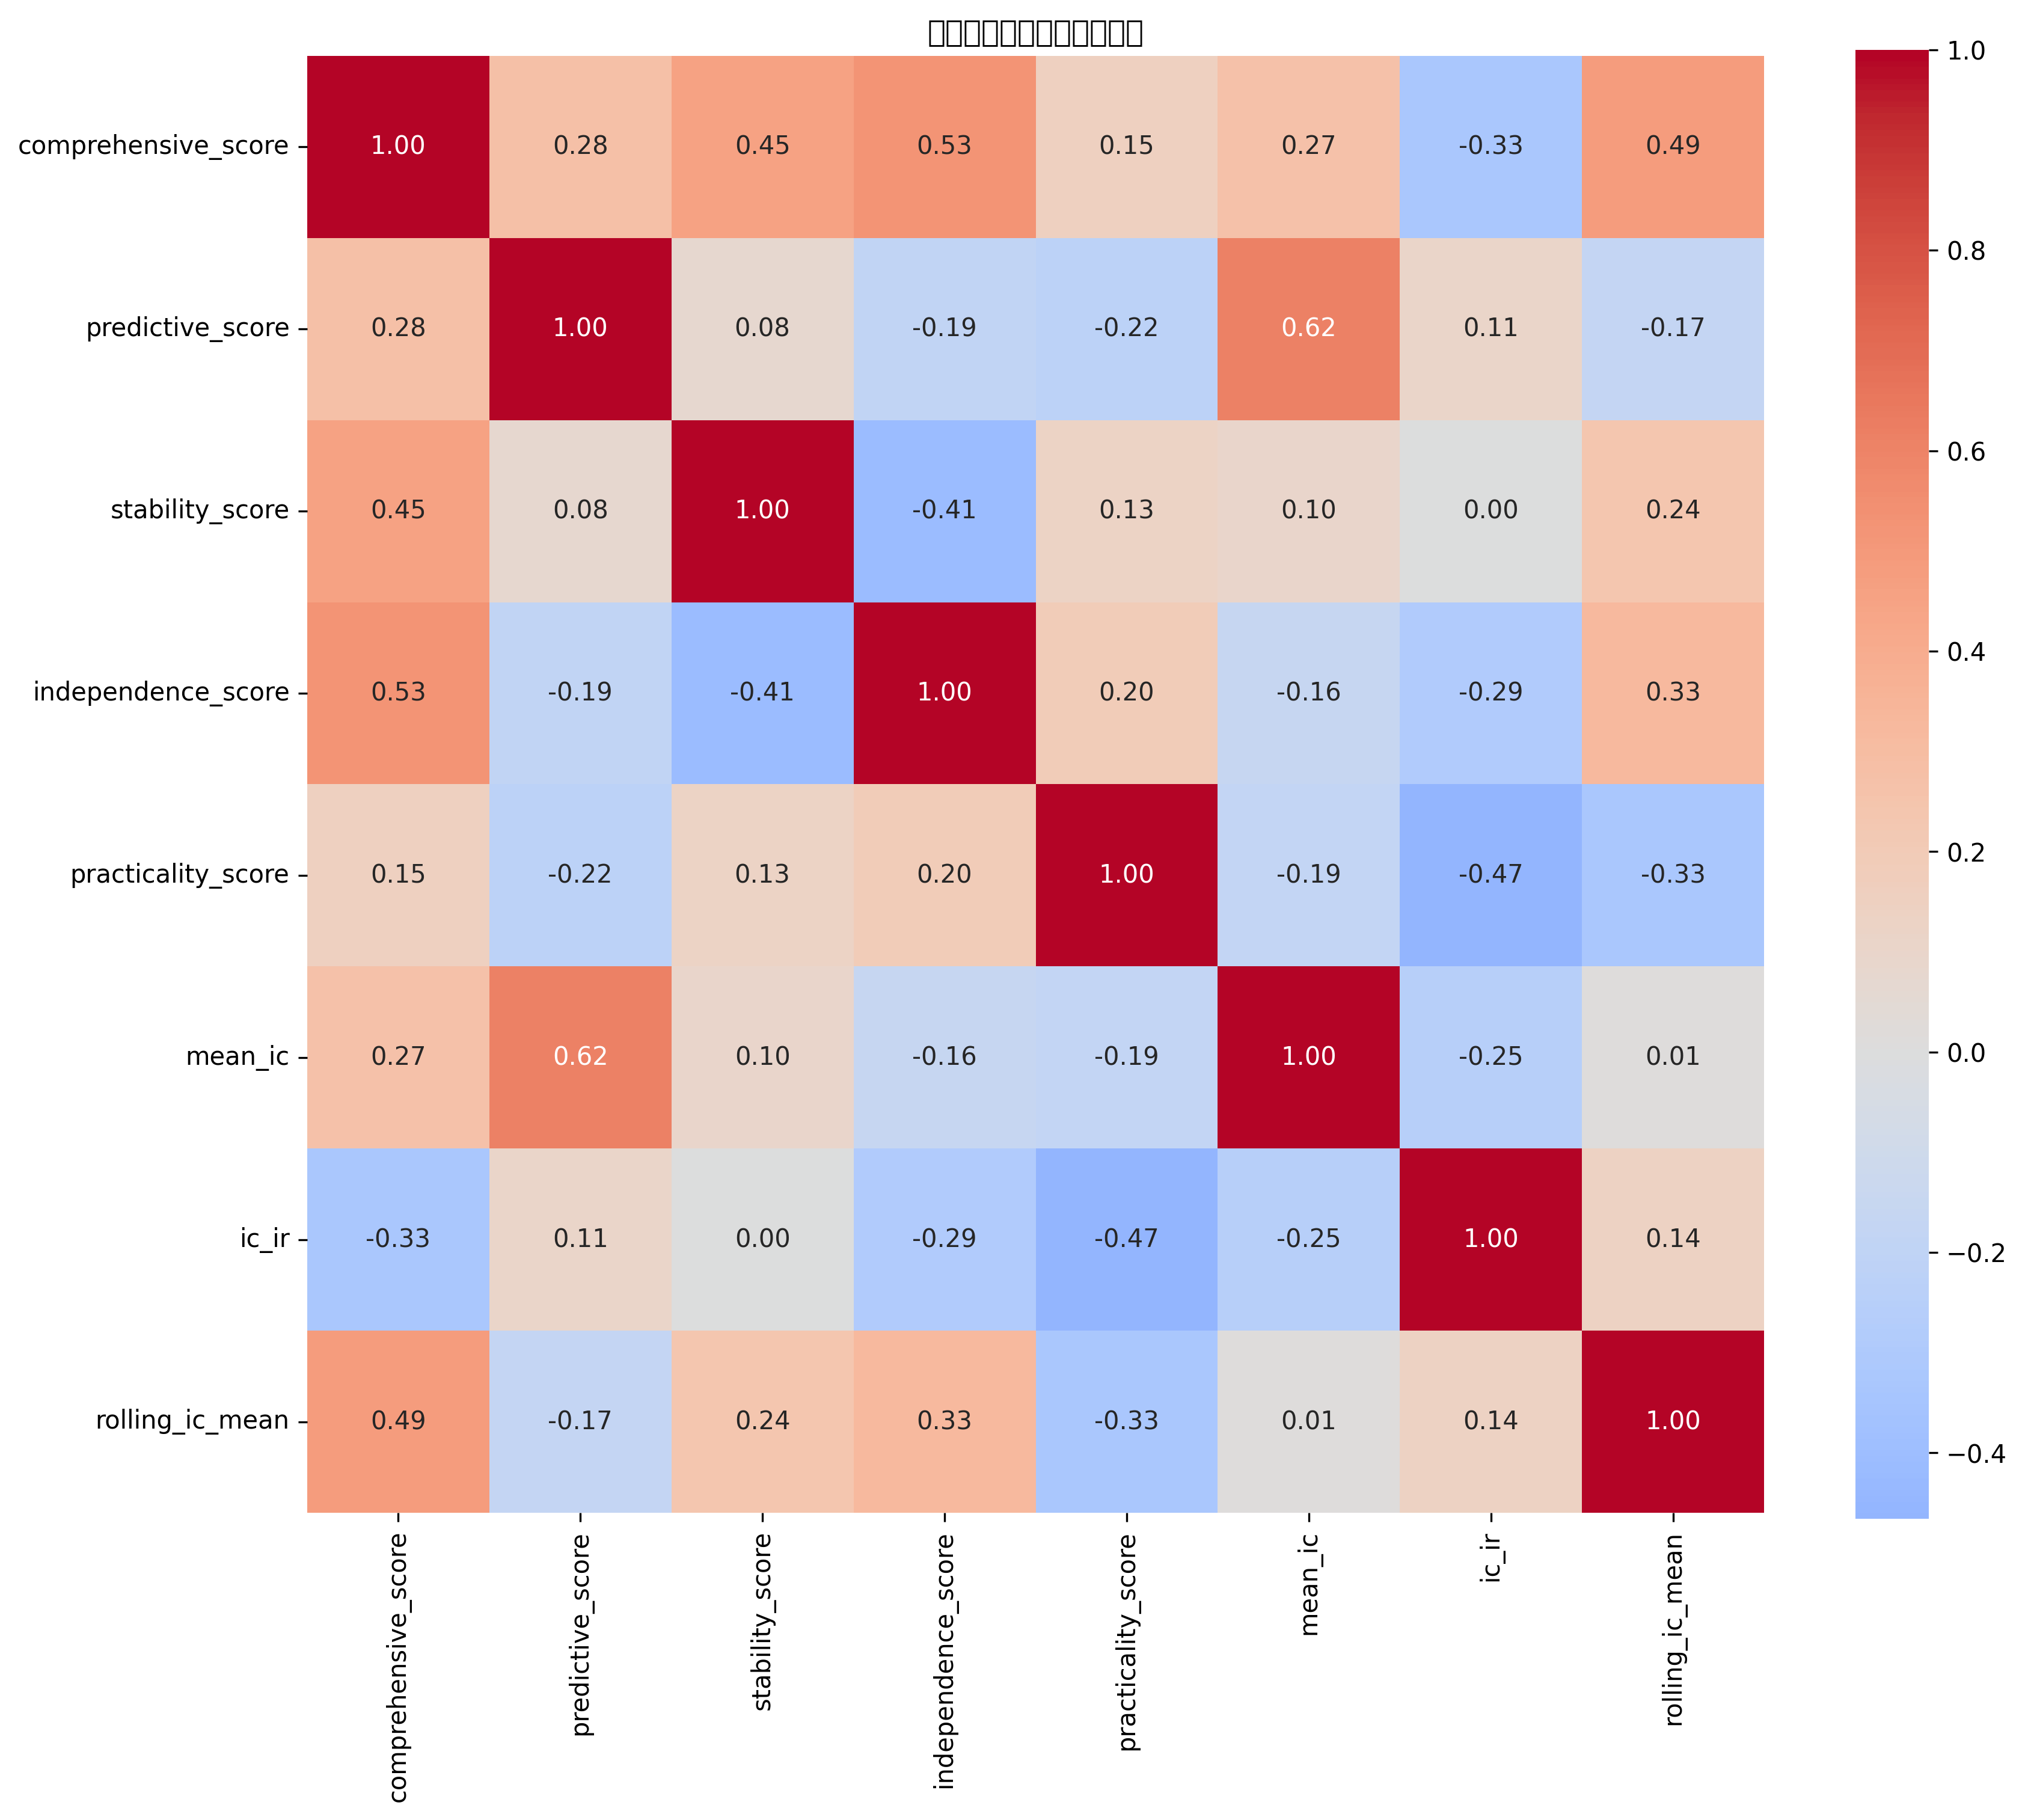 comprehensive_score 1.00 0.28 0.45 0.53 0.15 0.27 -0.33 0.49
predictive_score 0.28 1.00 0.08 -0.19 -0.22 0.62 0.11 -0.17
stability_score 0.45 0.08 1.00 -0.41 0.13 0.10 0.00 0.24
independence_score 0.53 -0.19 -0.41 1.00 0.20 -0.16 -0.29 0.33
practicality_score 0.15 -0.22 0.13 0.20 1.00 -0.19 -0.47 -0.33
mean_ic 0.27 0.62 0.10 -0.16 -0.19 1.00 -0.25 0.01
ic_ir -0.33 0.11 0.00 -0.29 -0.47 -0.25 1.00 0.14
rolling_ic_mean 0.49 -0.17 0.24 0.33 -0.33 0.01 0.14 1.00
comprehensive_score
predictive_score
stability_score
independence_score
practicality_score
mean_ic
ic_ir
rolling_ic_mean
1.0
0.8
0.6
0.4
0.2
0.0
−0.2
−0.4